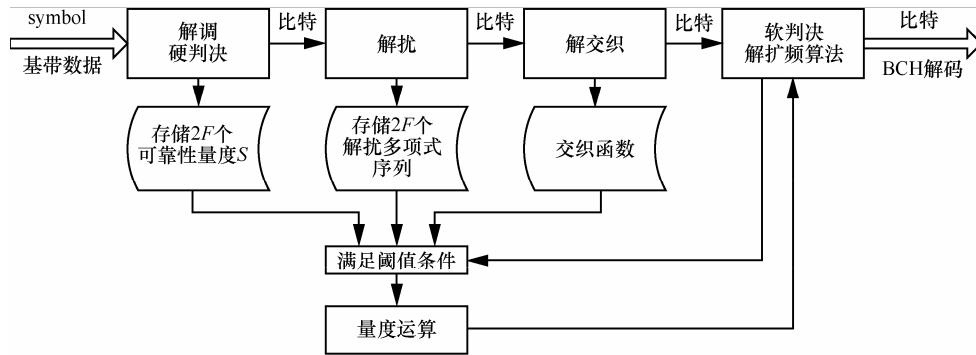 symbol
基带数据
解调
硬判决
比特
解扰
比特
解交织
比特
软判决
解扩频算法
比特
BCH解码
存储2F个
可靠性量度S
存储2F个
解扰多项式
序列
交织函数
满足阈值条件
量度运算